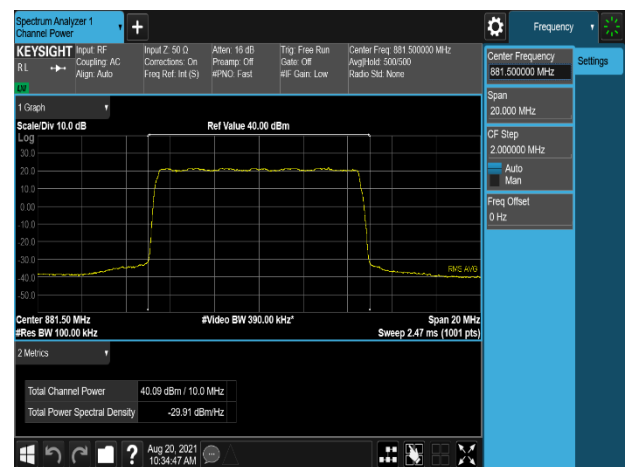 Spectrum Analyzer 1
Channel Power
Frequency
KEYSIGHT
RL
LXI
Input: RF
Coupling: AC
Align: Auto
Input Z: 50 Ω
Corrections: On
Freq Ref: Int (S)
Atten: 16 dB
Preamp: Off
#PNO: Fast
Trig: Free Run
Gate: Off
#IF Gain: Low
Center Freq: 881.500000 MHz
Avg|Hold: 500/500
Radio Std: None
Center Frequency
881.500000 MHz
Settings
Span
20.000 MHz
CF Step
2.000000 MHz
Auto
Man
Freq Offset
0 Hz
1 Graph
Scale/Div 10.0 dB
Ref Value 40.00 dBm
Log
30.0
20.0
10.0
0.00
-10.0
-20.0
-30.0
-40.0
-50.0
RMS AVG
Center 881.50 MHz
#Video BW 390.00 kHz*
Span 20 MHz
#Res BW 100.00 kHz
Sweep 2.47 ms (1001 pts)
2 Metrics
Total Channel Power 40.09 dBm / 10.0 MHz
Total Power Spectral Density -29.91 dBm/Hz
?
Aug 20, 2021
10:34:47 AM